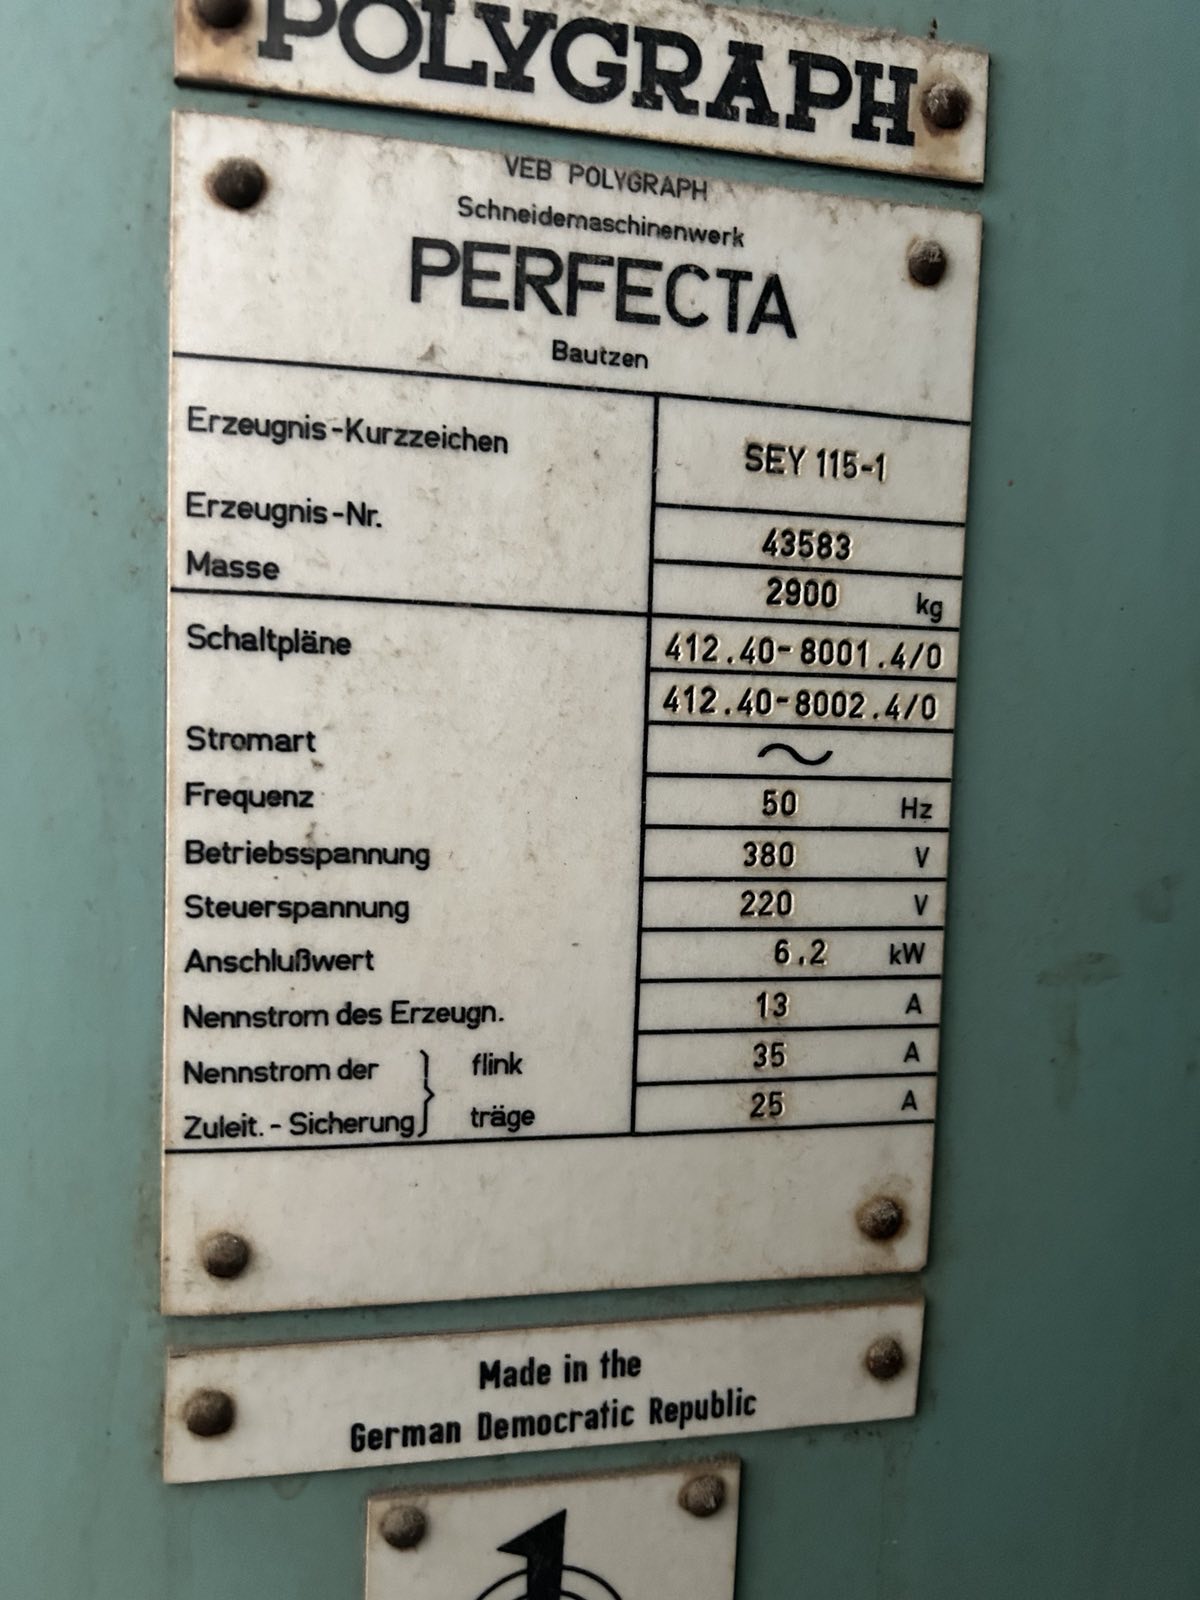 POLYGRAPH
VEB POLYGRAPH
Schneidemaschinenwerk
PERFECTA
Bautzen
Erzeugnis-Kurzzeichen SEY 115-1
Erzeugnis-Nr. 43583
Masse 2900 kg
Schaltpläne 412.40-8001.4/0
412.40-8002.4/0
Stromart ~
Frequenz 50 Hz
Betriebsspannung 380 V
Steuerspannung 220 V
Anschlußwert 6.2 kW
Nennstrom des Erzeugn. 13 A
Nennstrom der } flink 35 A
Zuleit.-Sicherung } träge 25 A
Made in the
German Democratic Republic
1